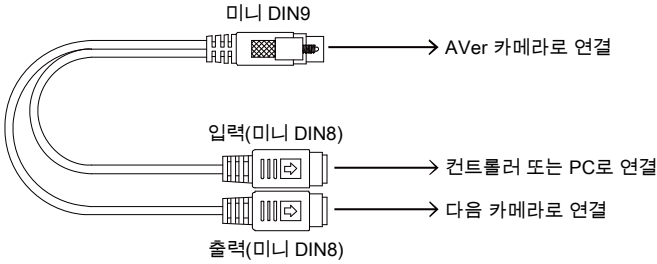 미니 DIN9
AVer 카메라로 연결
입력(미니 DIN8)
컨트롤러 또는 PC로 연결
다음 카메라로 연결
출력(미니 DIN8)